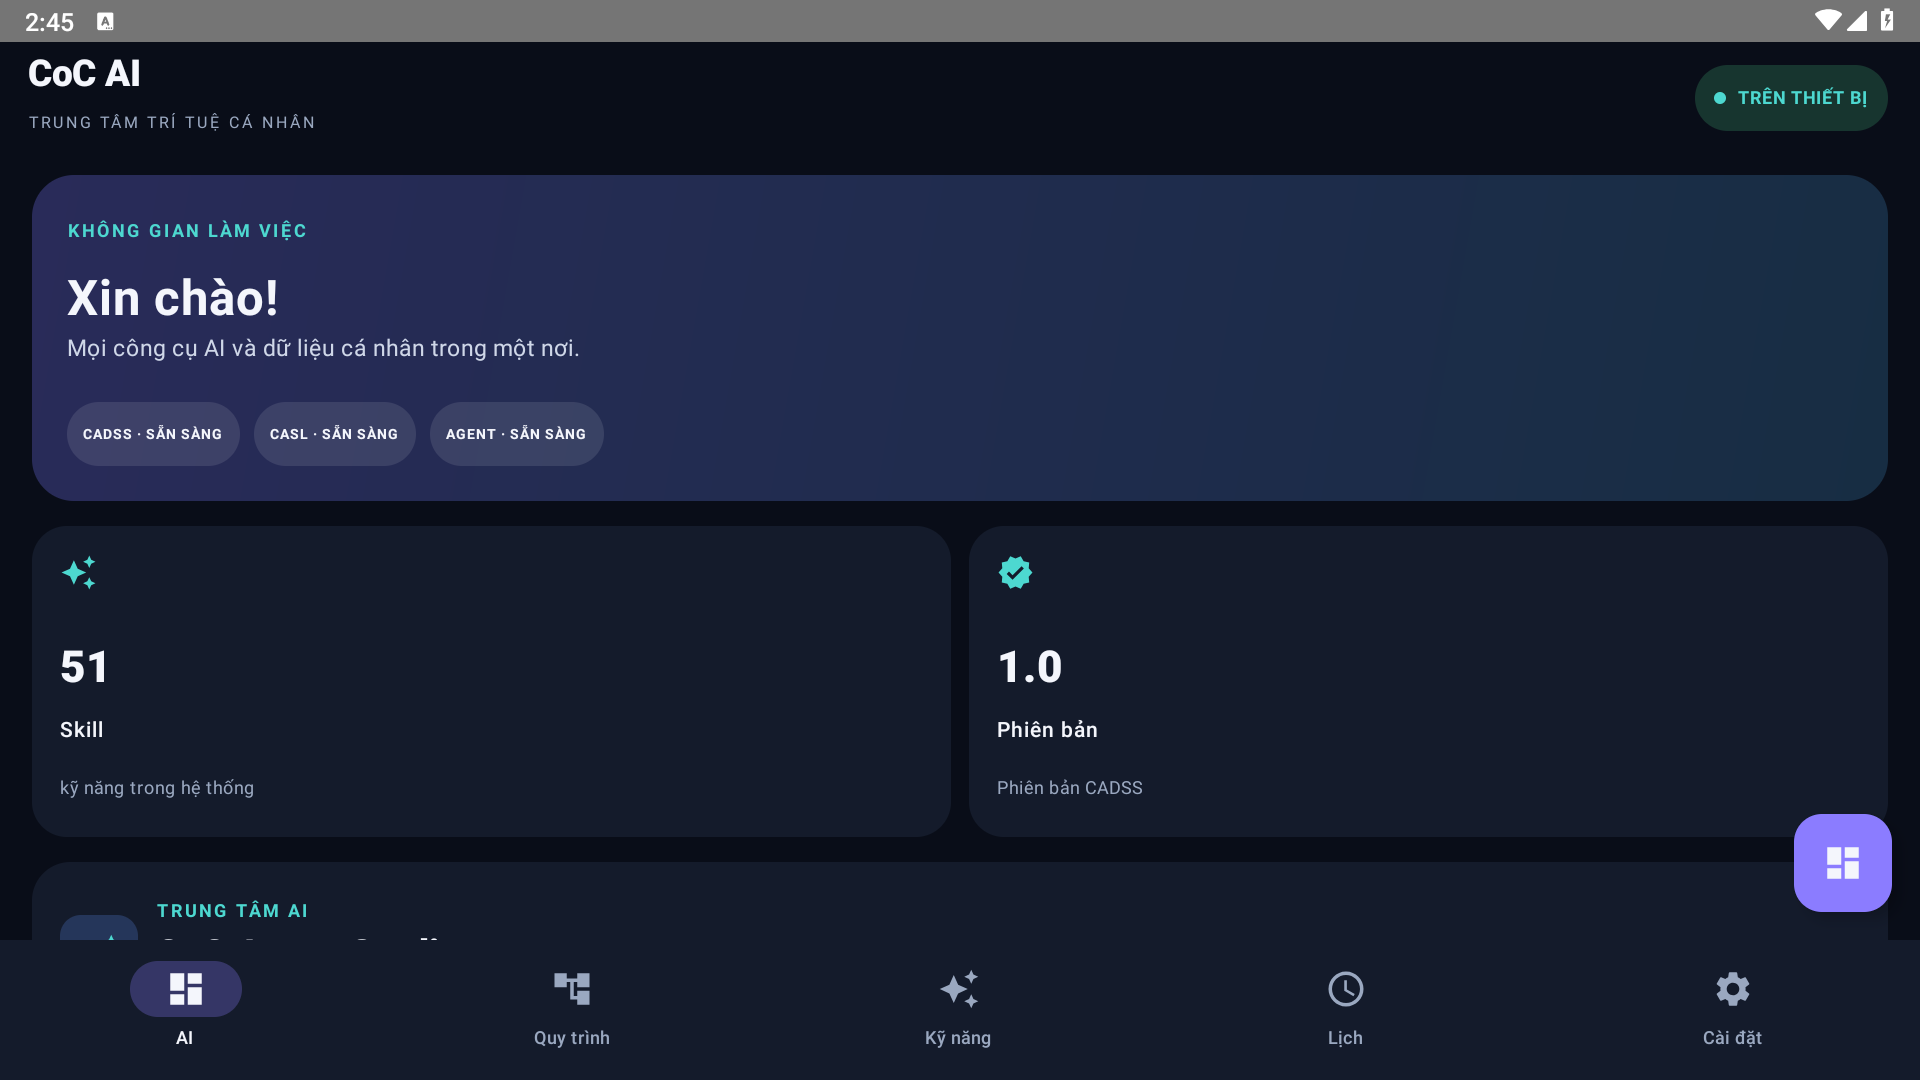 2:45
CoC AI
TRUNG TÂM TRÍ TUỆ CÁ NHÂN
TRÊN THIẾT BỊ
KHÔNG GIAN LÀM VIỆC
Xin chào!
Mọi công cụ AI và dữ liệu cá nhân trong một nơi.
CADSS · SẴN SÀNG
CASL · SẴN SÀNG
AGENT · SẴN SÀNG
51
Skill
kỹ năng trong hệ thống
1.0
Phiên bản
Phiên bản CADSS
TRUNG TÂM AI
AI
Quy trình
Kỹ năng
Lịch
Cài đặt